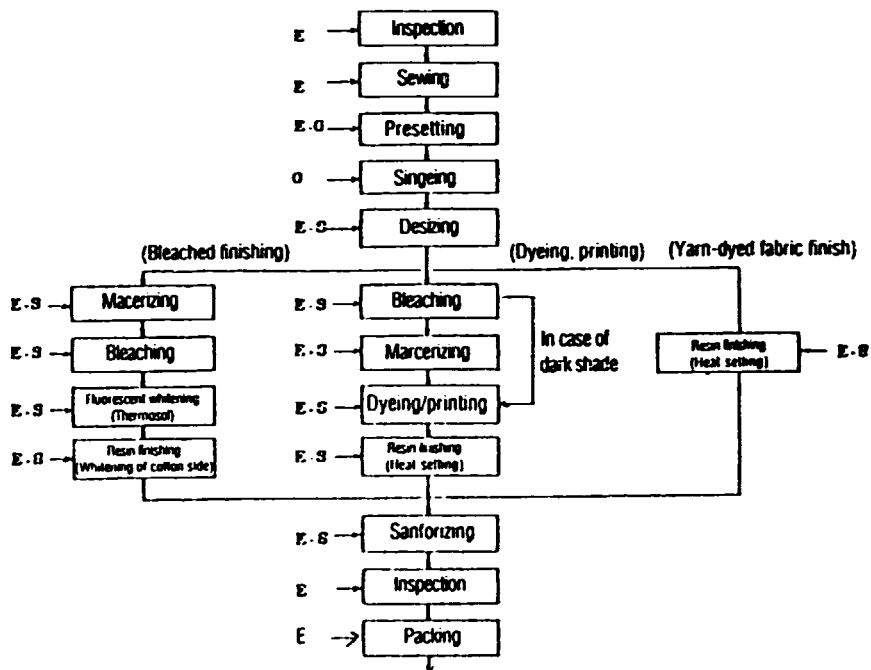 E
Inspection
E
Sewing
E.O
Presetting
O
Singeing
E.S
Desizing
(Bleached finishing)
(Dyeing, printing)
(Yarn-dyed fabric finish)
E.S
Macerizing
E.S
Bleaching
E.S
Fluorescent whitening
(Thermosol)
E.G
Resin finishing
(Whitening of cotton side)
E.S
Bleaching
E.J
Marcerizing
E.S
Dyeing/printing
E.S
Resin finishing
(Heat setting)
In case of
dark shade
Resin finishing
(Heat setting)
E.S
E.S
Sanforizing
E
Inspection
E
Packing